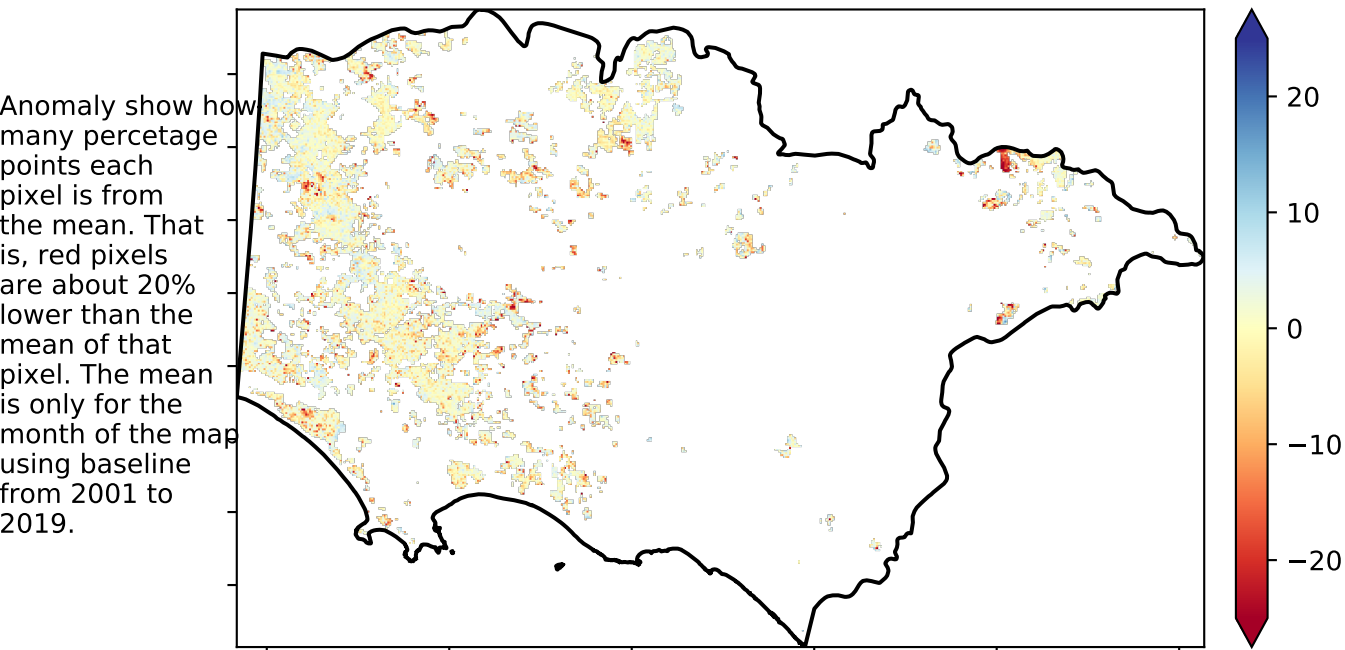 Anomaly show how
many percetage
points each
pixel is from
the mean. That
is, red pixels
are about 20%
lower than the
mean of that
pixel. The mean
is only for the
month of the map
using baseline
from 2001 to
2019.
20
10
0
−10
−20